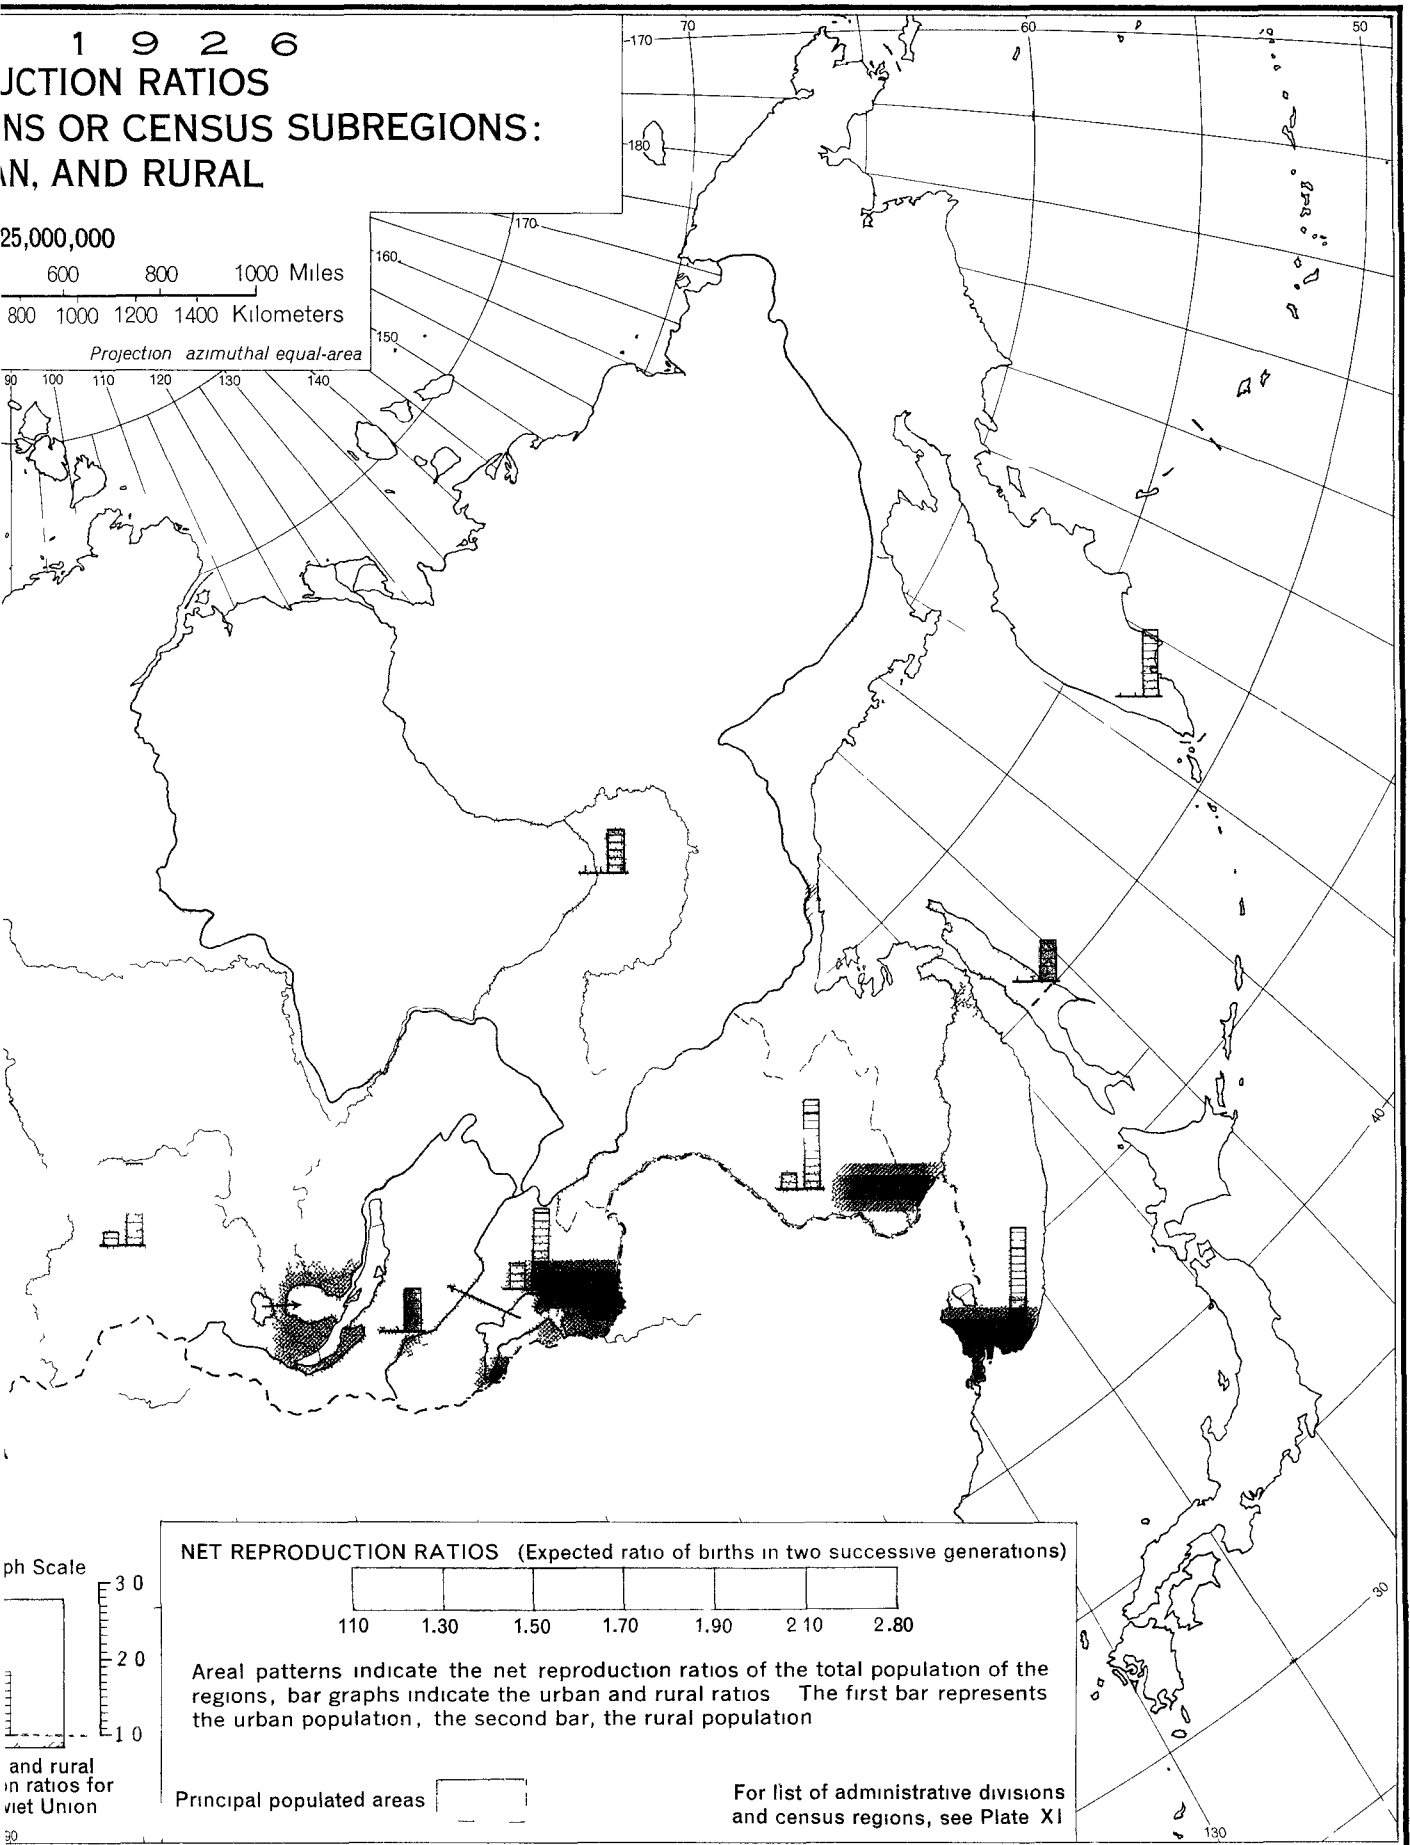 1 9 2 6
JCTION RATIOS
NS OR CENSUS SUBREGIONS:
AN, AND RURAL
25,000,000
600 800 1000 Miles
800 1000 1200 1400 Kilometers
Projection azimuthal equal-area
170 70 60 50
180
170
160
150
90 100 110 120 130 140
40
30
130
NET REPRODUCTION RATIOS (Expected ratio of births in two successive generations)
110 1.30 1.50 1.70 1.90 2 10 2.80
Areal patterns indicate the net reproduction ratios of the total population of the
regions, bar graphs indicate the urban and rural ratios The first bar represents
the urban population, the second bar, the rural population
Principal populated areas
For list of administrative divisions
and census regions, see Plate XI
ph Scale
3 0
2 0
1 0
and rural
n ratios for
viet Union
90